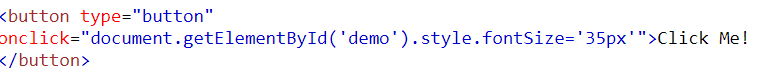 <button type="button"
onclick="document.getElementById('demo').style.fontSize='35px'">Click Me!
</button>